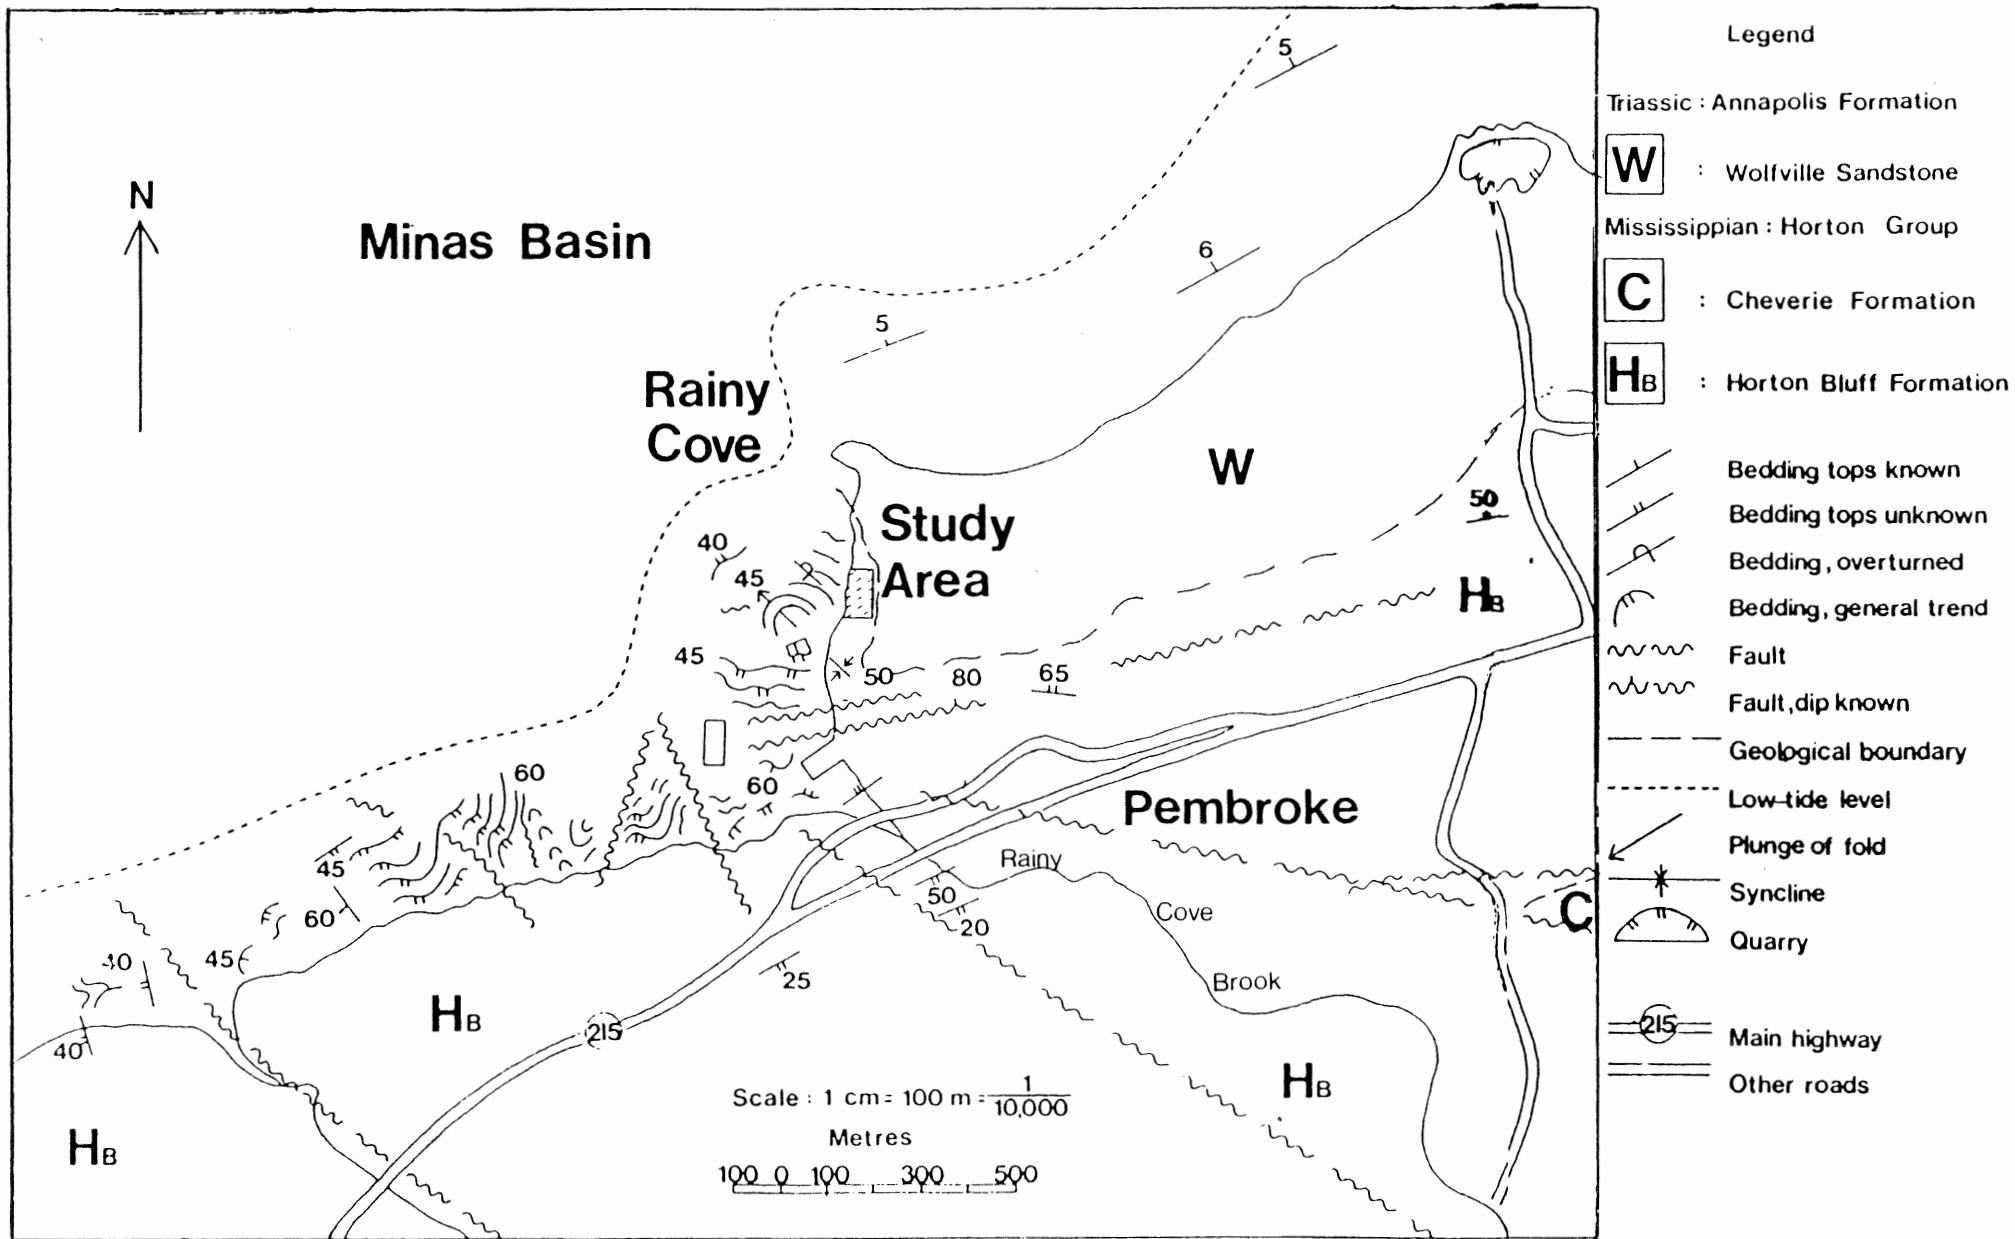 N
Minas Basin
Rainy
Cove
Study
Area
W
HB
Pembroke
Rainy
Cove
Brook
C
HB
HB
HB
215
5
6
5
50
40
45
45
50
80
65
60
60
45
60
50
20
25
40
45
40
Scale : 1 cm = 100 m = 1/10,000
Metres
100 0 100 300 500
Legend
Triassic : Annapolis Formation
W : Wolfville Sandstone
Mississippian : Horton Group
C : Cheverie Formation
HB : Horton Bluff Formation
Bedding tops known
Bedding tops unknown
Bedding, overturned
Bedding, general trend
Fault
Fault, dip known
Geological boundary
Low-tide level
Plunge of fold
Syncline
Quarry
215 Main highway
Other roads